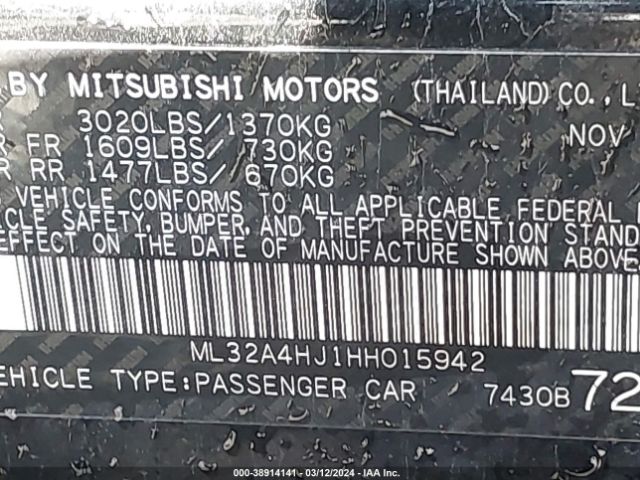 BY MITSUBISHI MOTORS (THAILAND) CO., L
3020LBS/1370KG NOV
FR 1609LBS/ 730KG
RR 1477LBS/ 670KG
VEHICLE CONFORMS TO ALL APPLICABLE FEDERAL
ICLE SAFETY, BUMPER, AND THEFT PREVENTION STAND
EFFECT ON THE DATE OF MANUFACTURE SHOWN ABOVE
ML32A4HJ1HH015942
EHICLE TYPE:PASSENGER CAR 7430B 72
000-38914141 - 03/12/2024 - IAA Inc.